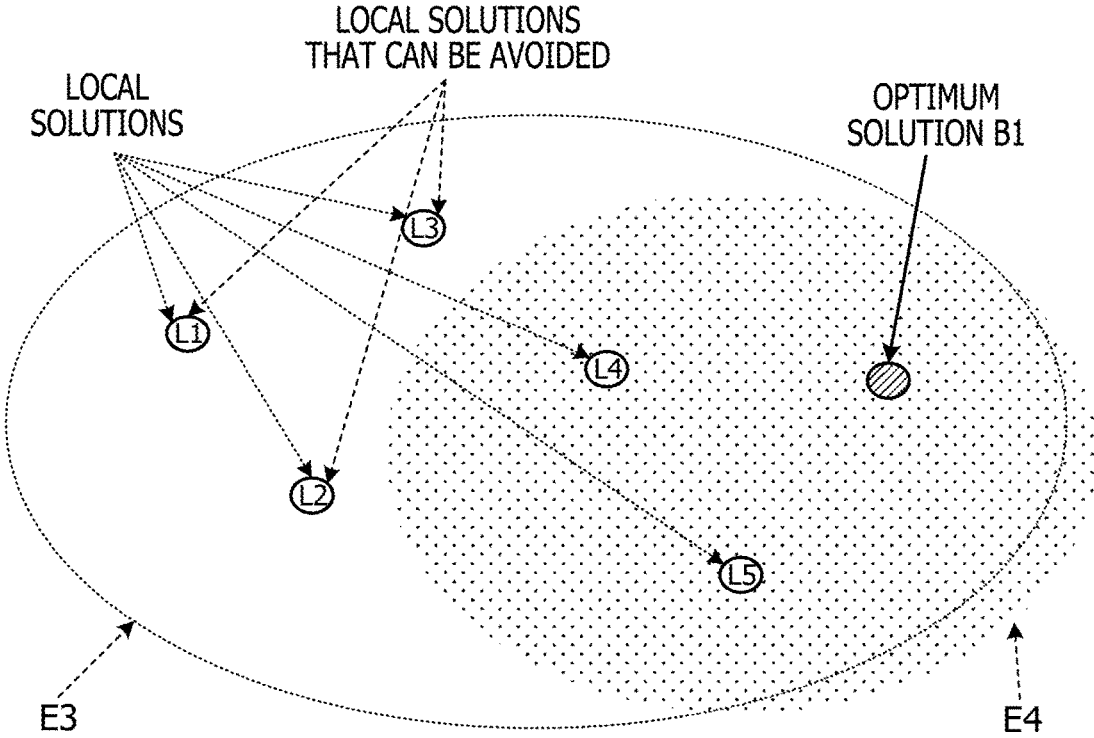 LOCAL SOLUTIONS
THAT CAN BE AVOIDED
LOCAL
SOLUTIONS
OPTIMUM
SOLUTION B1
L3
L1
L4
L2
L5
E3
E4